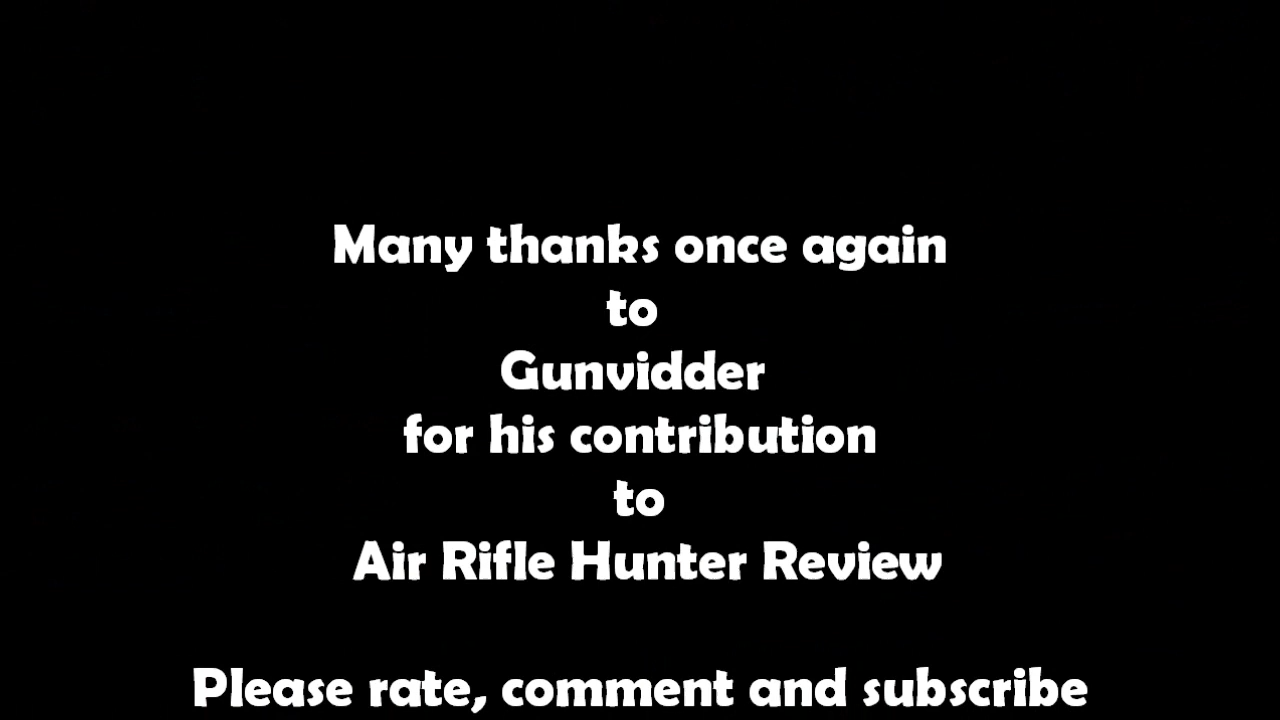 Many thanks once again
to
Gunvidder
for his contribution
to
Air Rifle Hunter Review
Please rate, comment and subscribe